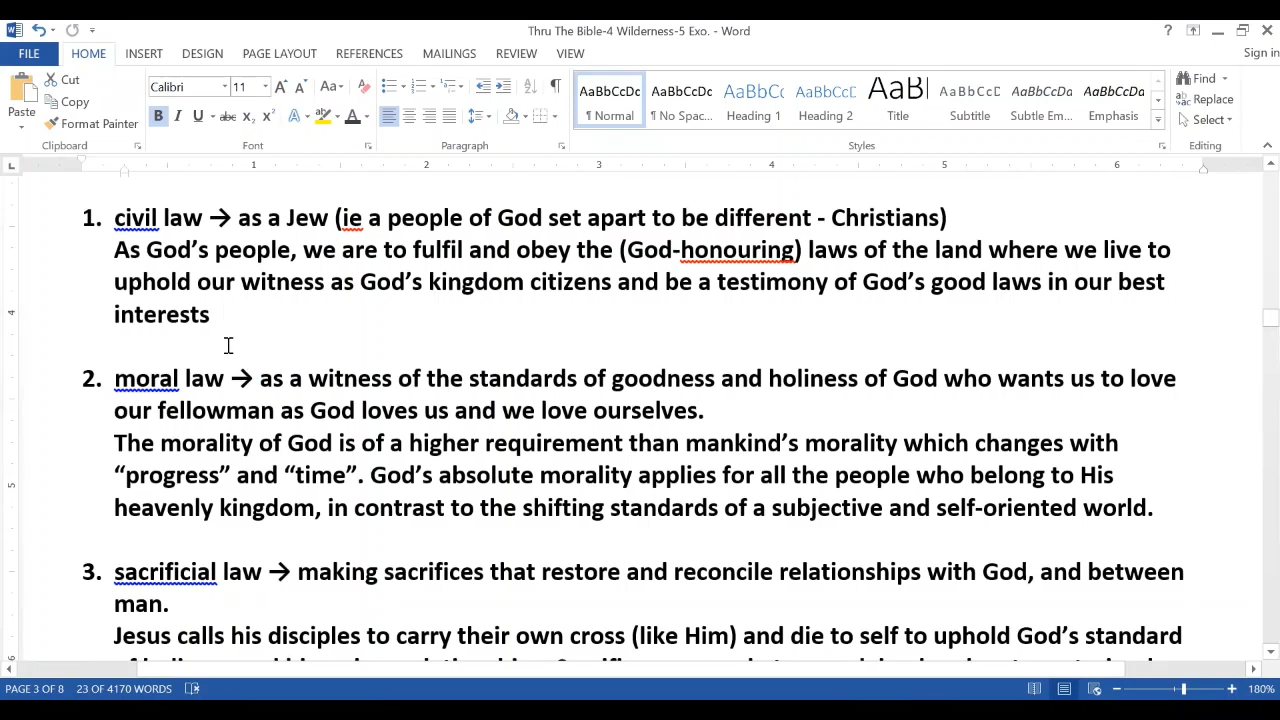 Thru The Bible-4 Wilderness-5 Exo. - Word
FILE HOME INSERT DESIGN PAGE LAYOUT REFERENCES MAILINGS REVIEW VIEW Sign in
Paste Cut Copy Format Painter
Calibri 11
AaBbCcDc AaBbCcDc AaBbCc AaBbCcD AaBl AaBbCcD AaBbCcDa AaBbCcDa
¶ Normal ¶ No Spac... Heading 1 Heading 2 Title Subtitle Subtle Em... Emphasis
Find Replace Select
Clipboard Font Paragraph Styles Editing
1 2 3 4 5 6
1. civil law → as a Jew (ie a people of God set apart to be different - Christians)
As God’s people, we are to fulfil and obey the (God-honouring) laws of the land where we live to
uphold our witness as God’s kingdom citizens and be a testimony of God’s good laws in our best
interests
2. moral law → as a witness of the standards of goodness and holiness of God who wants us to love
our fellowman as God loves us and we love ourselves.
The morality of God is of a higher requirement than mankind’s morality which changes with
“progress” and “time”. God’s absolute morality applies for all the people who belong to His
heavenly kingdom, in contrast to the shifting standards of a subjective and self-oriented world.
3. sacrificial law → making sacrifices that restore and reconcile relationships with God, and between
man.
Jesus calls his disciples to carry their own cross (like Him) and die to self to uphold God’s standard
PAGE 3 OF 8 23 OF 4170 WORDS 180%